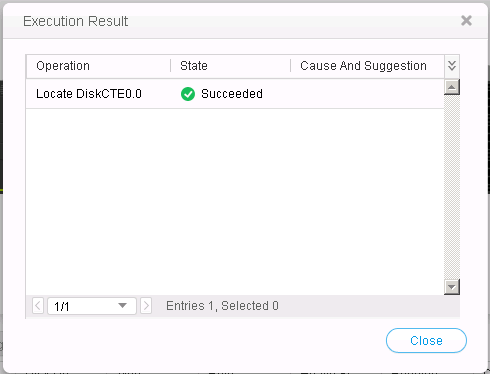 Execution Result
Operation State Cause And Suggestion
Locate DiskCTE0.0 Succeeded
1/1 Entries 1, Selected 0
Close